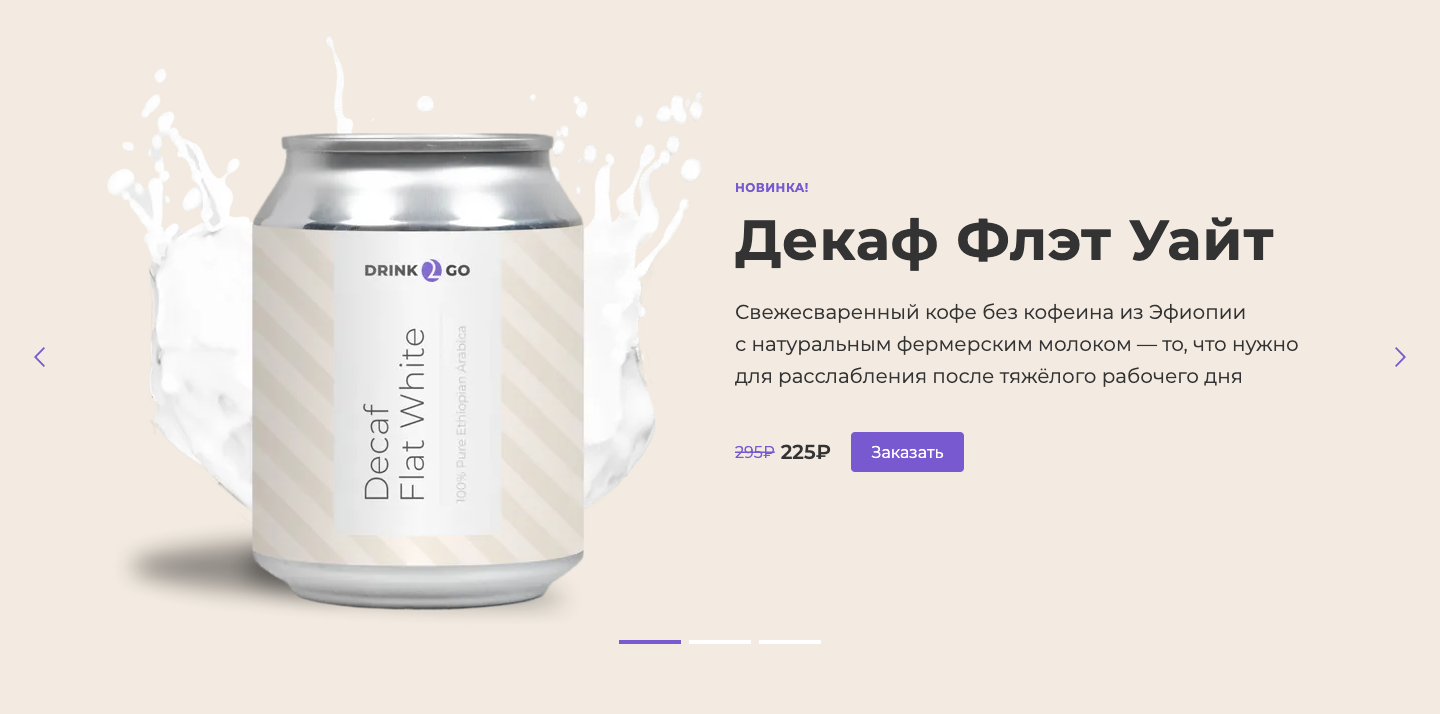 DRINK 2 GO
Decaf
Flat White
100% Pure Ethiopian Arabica
НОВИНКА!
Декаф Флэт Уайт
Свежесваренный кофе без кофеина из Эфиопии
с натуральным фермерским молоком — то, что нужно
для расслабления после тяжёлого рабочего дня
295₽ 225₽ Заказать